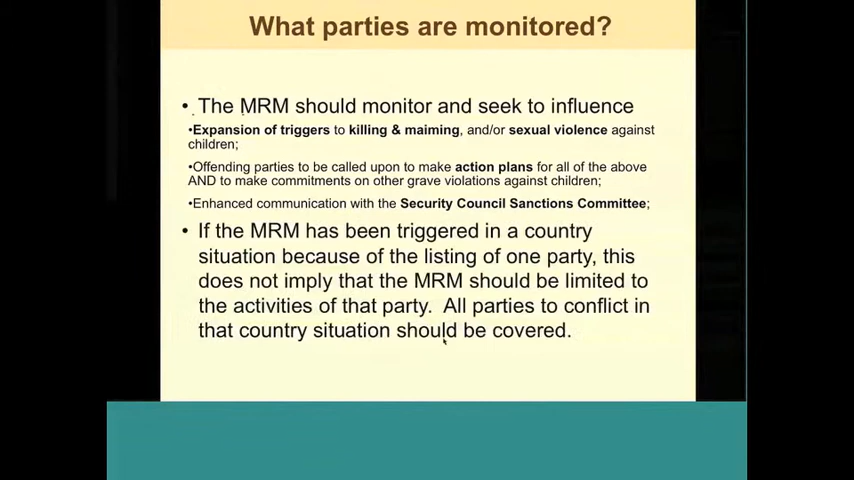 What parties are monitored?
• The MRM should monitor and seek to influence
•Expansion of triggers to killing & maiming, and/or sexual violence against
children;
•Offending parties to be called upon to make action plans for all of the above
AND to make commitments on other grave violations against children;
•Enhanced communication with the Security Council Sanctions Committee;
• If the MRM has been triggered in a country
situation because of the listing of one party, this
does not imply that the MRM should be limited to
the activities of that party.  All parties to conflict in
that country situation should be covered.